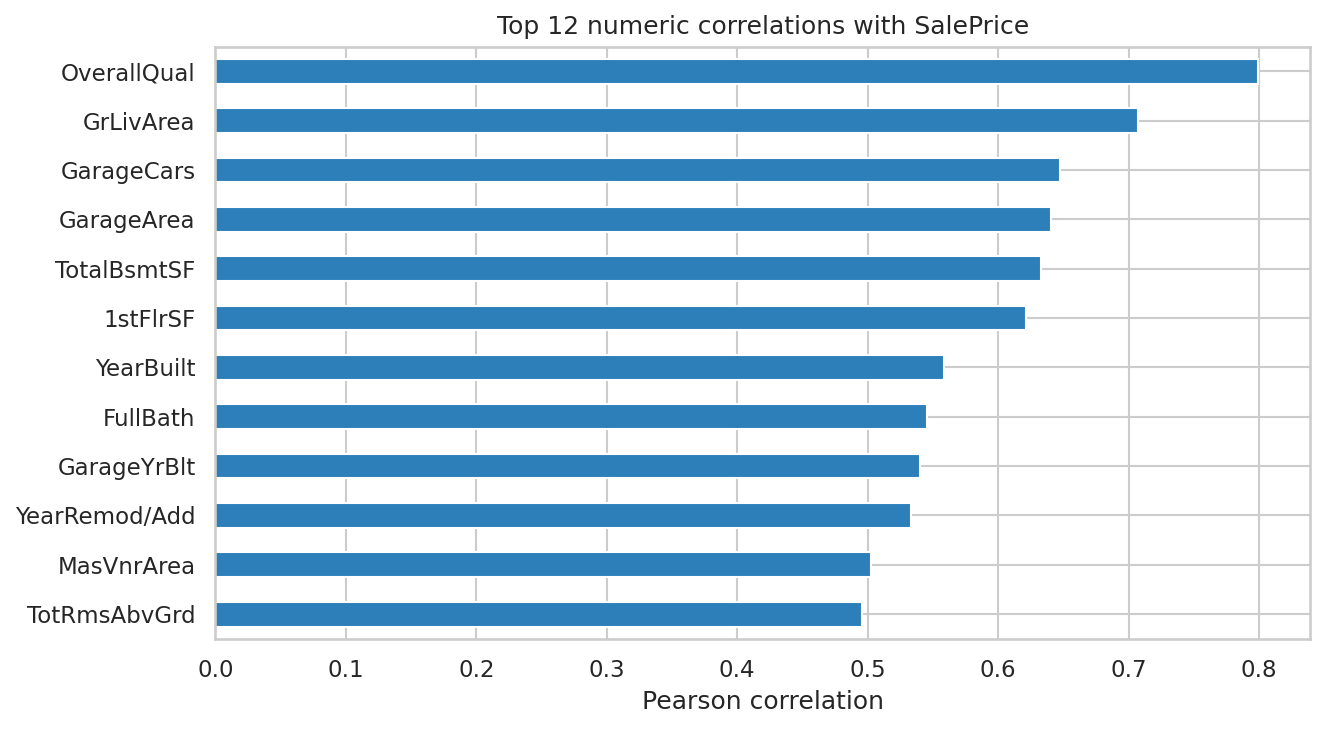 Top 12 numeric correlations with SalePrice
OverallQual
GrLivArea
GarageCars
GarageArea
TotalBsmtSF
1stFlrSF
YearBuilt
FullBath
GarageYrBlt
YearRemod/Add
MasVnrArea
TotRmsAbvGrd
0.0 0.1 0.2 0.3 0.4 0.5 0.6 0.7 0.8
Pearson correlation